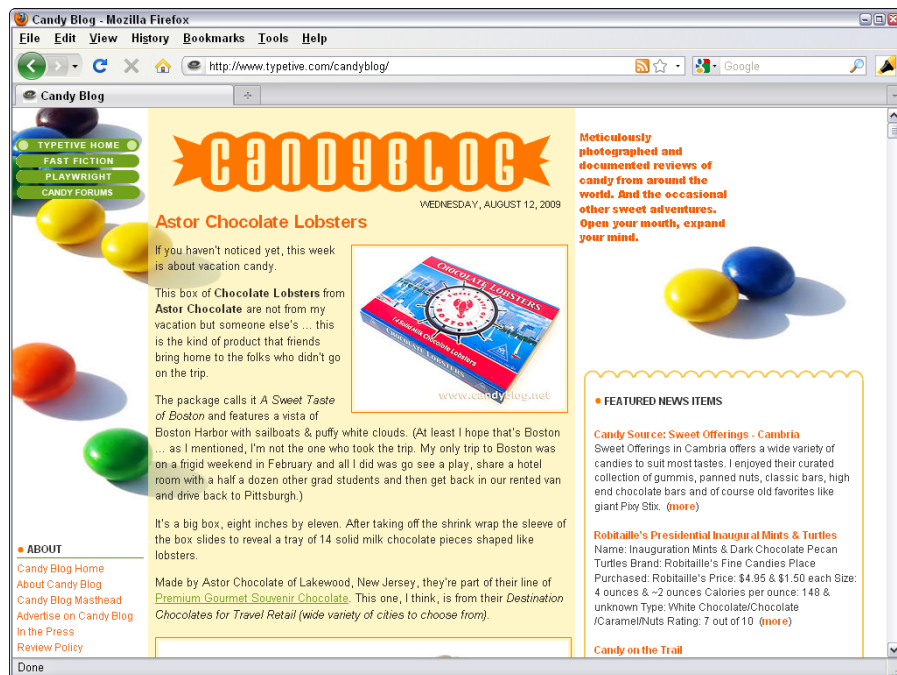 Candy Blog - Mozilla Firefox
File Edit View History Bookmarks Tools Help
http://www.typetive.com/candyblog/
Google
Candy Blog
TYPETIVE HOME
FAST FICTION
PLAYWRIGHT
CANDY FORUMS
CANDYBLOG
WEDNESDAY, AUGUST 12, 2009
Astor Chocolate Lobsters
If you haven't noticed yet, this week
is about vacation candy.
This box of Chocolate Lobsters from
Astor Chocolate are not from my
vacation but someone else's ... this
is the kind of product that friends
bring home to the folks who didn't go
on the trip.
The package calls it A Sweet Taste
of Boston and features a vista of
Boston Harbor with sailboats & puffy white clouds. (At least I hope that's Boston
... as I mentioned, I'm not the one who took the trip. My only trip to Boston was
on a frigid weekend in February and all I did was go see a play, share a hotel
room with a half a dozen other grad students and then get back in our rented van
and drive back to Pittsburgh.)
It's a big box, eight inches by eleven. After taking off the shrink wrap the sleeve of
the box slides to reveal a tray of 14 solid milk chocolate pieces shaped like
lobsters.
Made by Astor Chocolate of Lakewood, New Jersey, they're part of their line of
Premium Gourmet Souvenir Chocolate. This one, I think, is from their Destination
Chocolates for Travel Retail (wide variety of cities to choose from).
CHOCOLATE LOBSTERS
A Sweet Taste of
BOSTON
14 Solid Milk Chocolate Lobsters
CHOCOLATE LOBSTERS
www.candyblog.net
Meticulously
photographed and
documented reviews of
candy from around the
world. And the occasional
other sweet adventures.
Open your mouth, expand
your mind.
FEATURED NEWS ITEMS
Candy Source: Sweet Offerings - Cambria
Sweet Offerings in Cambria offers a wide variety of
candies to suit most tastes. I enjoyed their curated
collection of gummis, panned nuts, classic bars, high
end chocolate bars and of course old favorites like
giant Pixy Stix. (more)
Robitaille's Presidential Inaugural Mints & Turtles
Name: Inauguration Mints & Dark Chocolate Pecan
Turtles Brand: Robitaille's Fine Candies Place
Purchased: Robitaille's Price: $4.95 & $1.50 each Size:
4 ounces & ~2 ounces Calories per ounce: 148 &
unknown Type: White Chocolate/Chocolate
/Caramel/Nuts Rating: 7 out of 10 (more)
Candy on the Trail
ABOUT
Candy Blog Home
About Candy Blog
Candy Blog Masthead
Advertise on Candy Blog
In the Press
Review Policy
Done